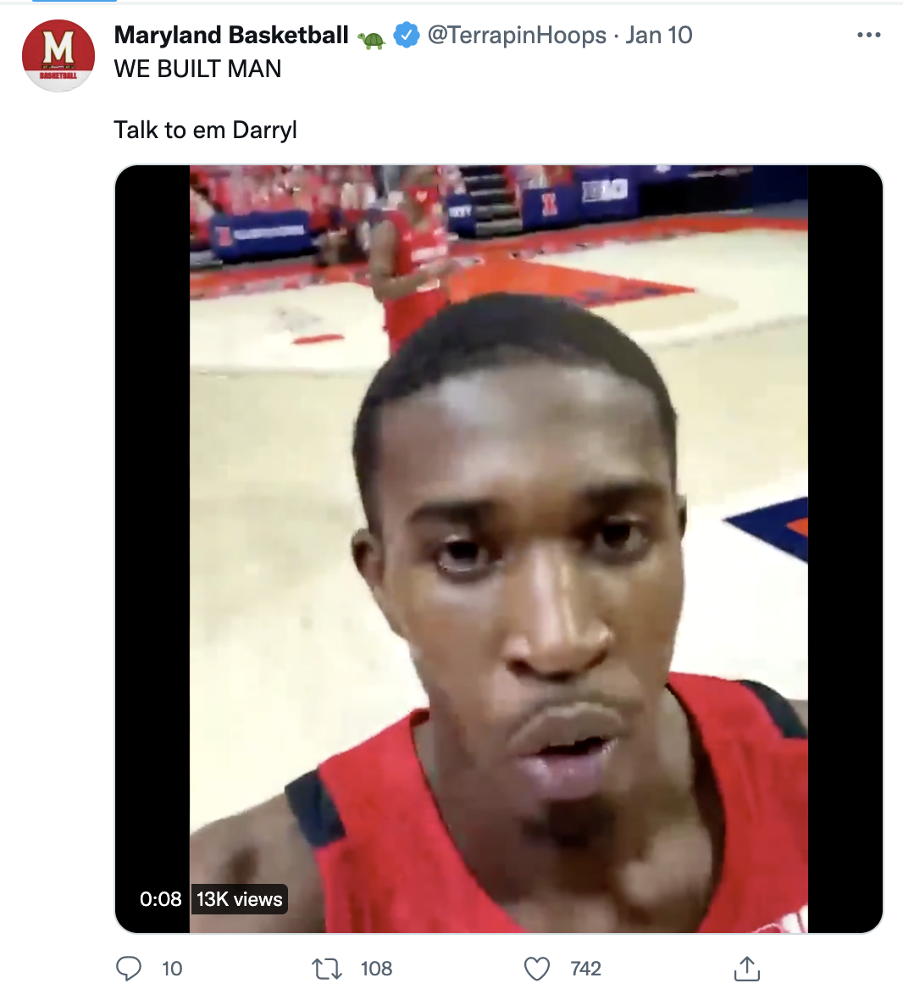 Maryland Basketball 🐢 @TerrapinHoops · Jan 10
WE BUILT MAN
Talk to em Darryl
M
BASKETBALL
I
I
0:08 13K views
10 108 742